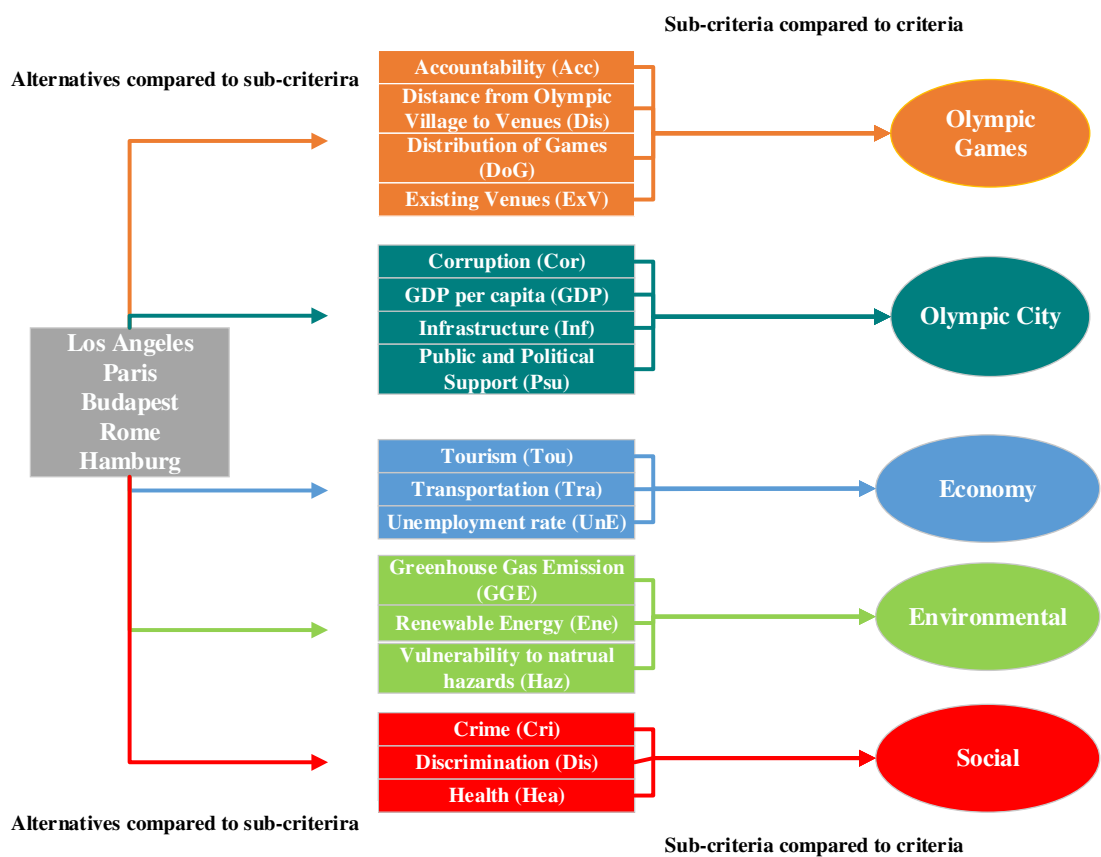 Sub-criteria compared to criteria
Alternatives compared to sub-criterira
Accountability (Acc)
Distance from Olympic
Village to Venues (Dis)
Distribution of Games
(DoG)
Existing Venues (ExV)
Olympic
Games
Corruption (Cor)
GDP per capita (GDP)
Infrastructure (Inf)
Public and Political
Support (Psu)
Olympic City
Los Angeles
Paris
Budapest
Rome
Hamburg
Tourism (Tou)
Transportation (Tra)
Unemployment rate (UnE)
Economy
Greenhouse Gas Emission
(GGE)
Renewable Energy (Ene)
Vulnerability to natrual
hazards (Haz)
Environmental
Crime (Cri)
Discrimination (Dis)
Health (Hea)
Social
Alternatives compared to sub-criterira
Sub-criteria compared to criteria